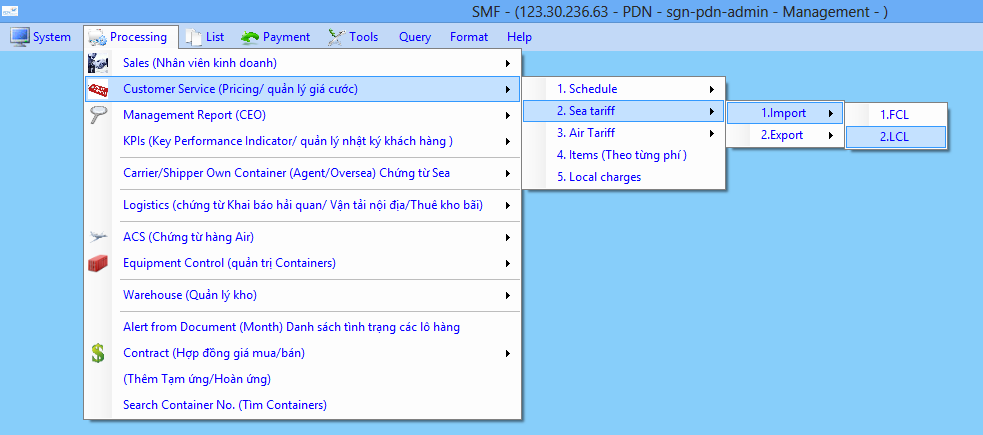 SMF - (123.30.236.63 - PDN - sgn-pdn-admin - Management - )
System Processing List Payment Tools Query Format Help
Sales (Nhân viên kinh doanh)
Customer Service (Pricing/ quản lý giá cước)
Management Report (CEO)
KPIs (Key Performance Indicator/ quản lý nhật ký khách hàng )
Carrier/Shipper Own Container (Agent/Oversea) Chứng từ Sea
Logistics (chứng từ Khai báo hải quan/ Vận tải nội địa/Thuê kho bãi)
ACS (Chứng từ hàng Air)
Equipment Control (quản trị Containers)
Warehouse (Quản lý kho)
Alert from Document (Month) Danh sách tình trạng các lô hàng
Contract (Hợp đồng giá mua/bán)
(Thêm Tạm ứng/Hoàn ứng)
Search Container No. (Tìm Containers)
1. Schedule
2. Sea tariff
3. Air Tariff
4. Items (Theo từng phí )
5. Local charges
1.Import
2.Export
1.FCL
2.LCL